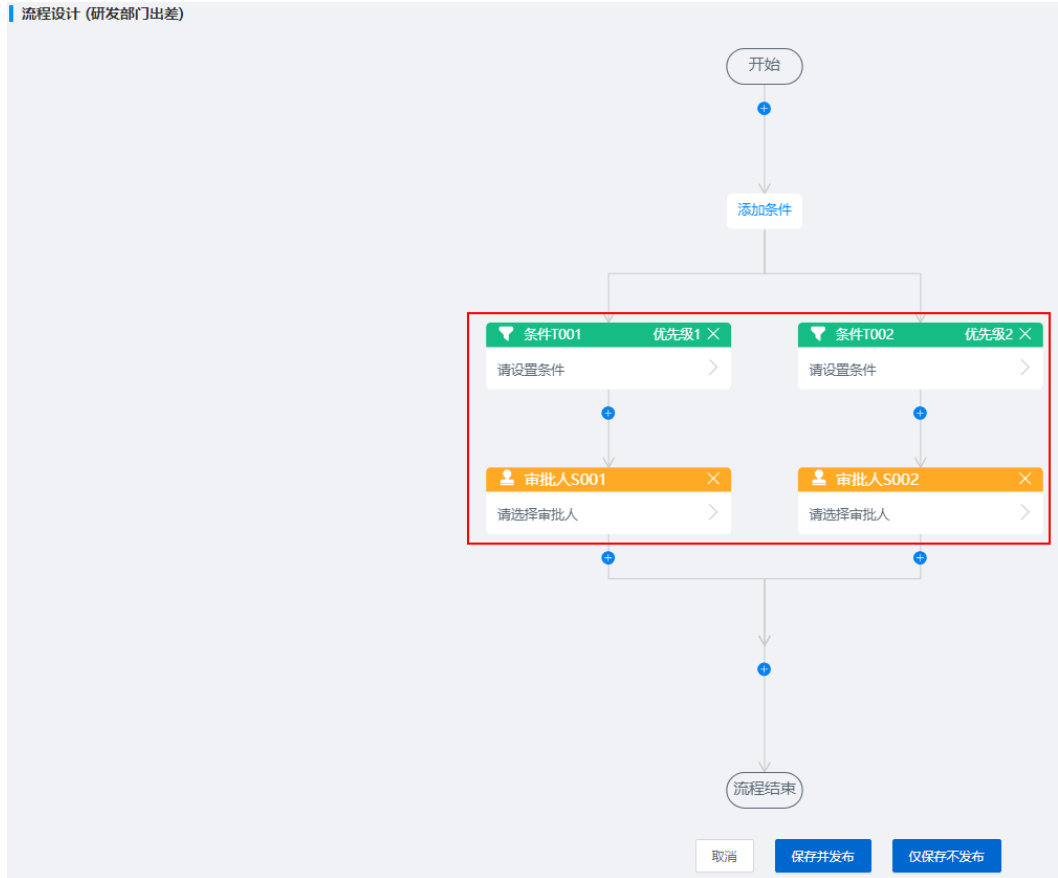 流程设计 (研发部门出差)
开始
添加条件
条件T001 优先级1 条件T002 优先级2
请设置条件 请设置条件
审批人S001 审批人S002
请选择审批人 请选择审批人
流程结束
取消 保存并发布 仅保存不发布